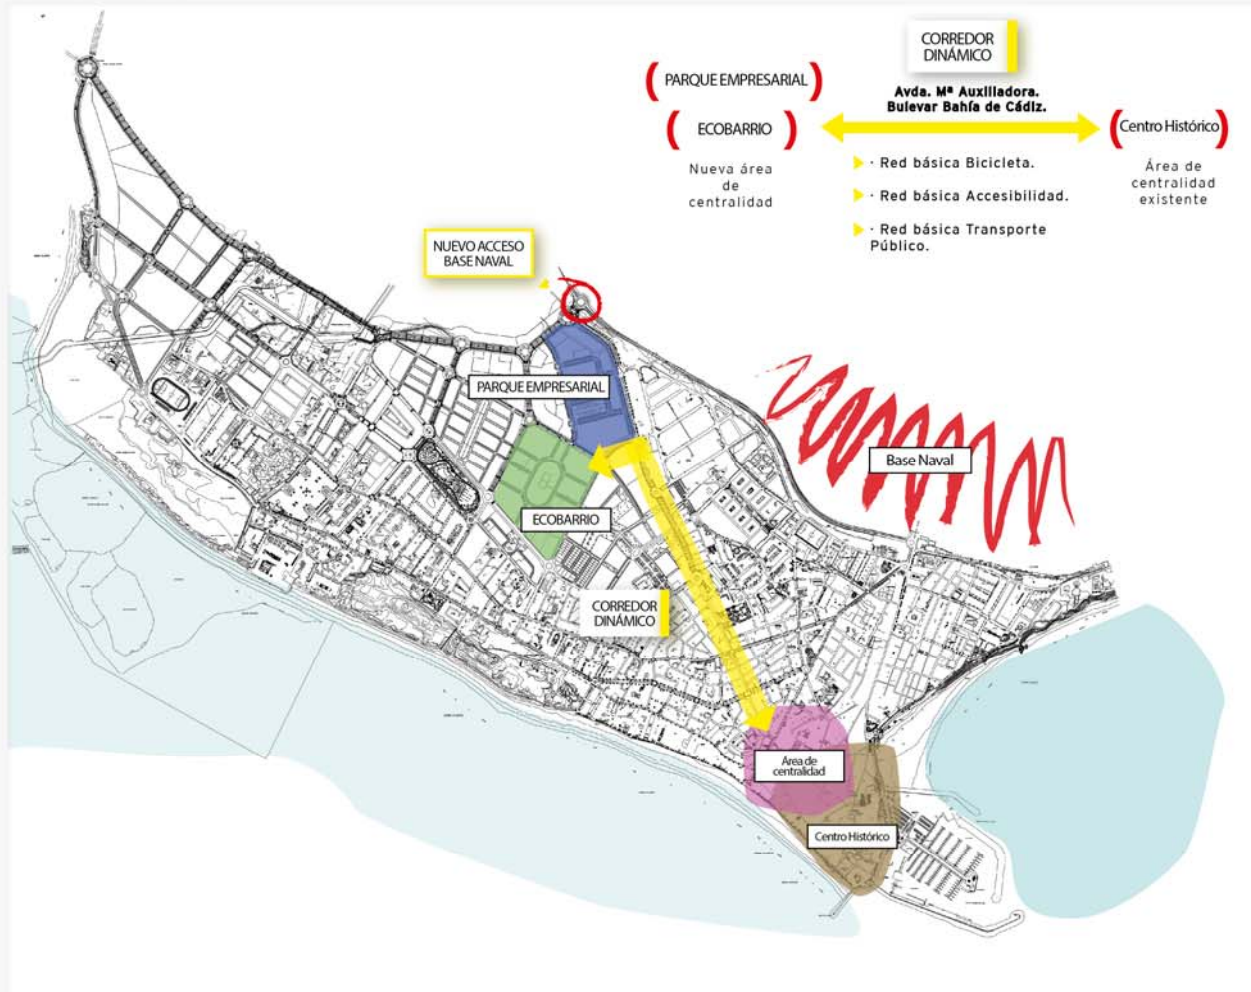 CORREDOR
DINÁMICO
PARQUE EMPRESARIAL
Avda. Mª Auxiliadora.
Bulevar Bahía de Cádiz.
ECOBARRIO
Centro Histórico
Nueva área
de
centralidad
· Red básica Bicicleta.
· Red básica Accesibilidad.
· Red básica Transporte
Público.
Área de
centralidad
existente
NUEVO ACCESO
BASE NAVAL
PARQUE EMPRESARIAL
Base Naval
ECOBARRIO
CORREDOR
DINÁMICO
Área de
centralidad
Centro Histórico